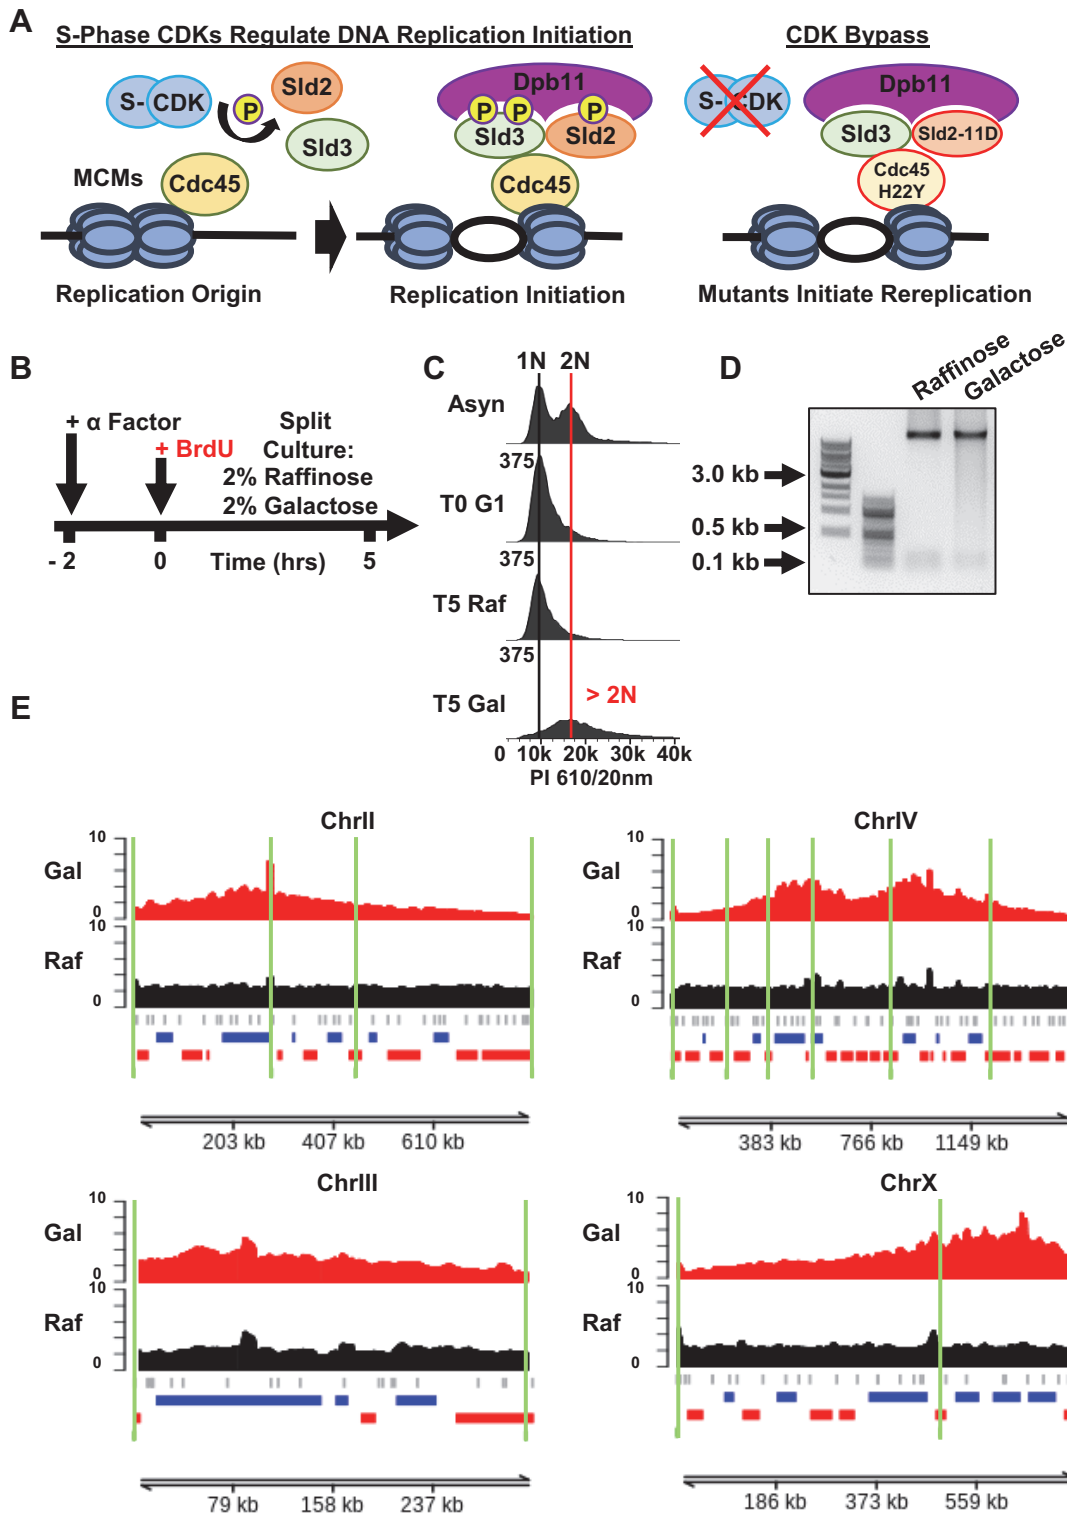 A
S-Phase CDKs Regulate DNA Replication Initiation
CDK Bypass
S- CDK
P
Sld2
Sld3
MCMs
Cdc45
Replication Origin
Dpb11
P P P
Sld3 Sld2
Cdc45
Replication Initiation
S- CDK
Dpb11
Sld3 Sld2-11D
Cdc45
H22Y
Mutants Initiate Rereplication
B
+ α Factor
+ BrdU
Split
Culture:
2% Raffinose
2% Galactose
- 2 0 Time (hrs) 5
C
1N 2N
Asyn
375
T0 G1
375
T5 Raf
375
T5 Gal
> 2N
0 10k 20k 30k 40k
PI 610/20nm
D
Raffinose
Galactose
3.0 kb
0.5 kb
0.1 kb
E
ChrII
10
Gal
0
10
Raf
0
203 kb 407 kb 610 kb
ChrIV
10
Gal
0
10
Raf
0
383 kb 766 kb 1149 kb
ChrIII
10
Gal
0
10
Raf
0
79 kb 158 kb 237 kb
ChrX
10
Gal
0
10
Raf
0
186 kb 373 kb 559 kb